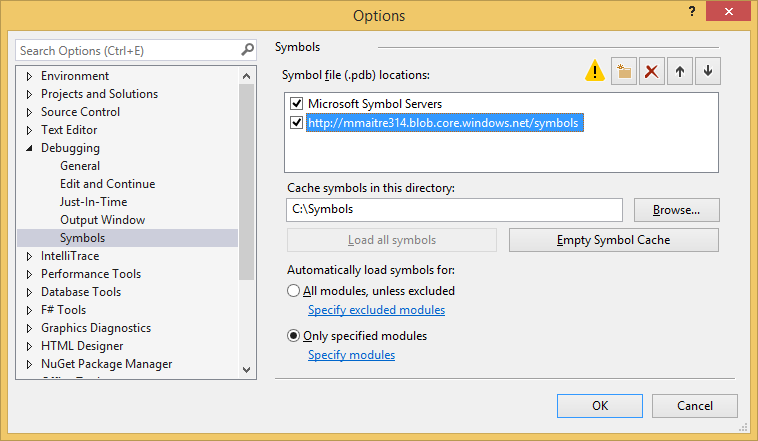 Options
?
Search Options (Ctrl+E)
Environment
Projects and Solutions
Source Control
Text Editor
Debugging
General
Edit and Continue
Just-In-Time
Output Window
Symbols
IntelliTrace
Performance Tools
Database Tools
F# Tools
Graphics Diagnostics
HTML Designer
NuGet Package Manager
Symbols
Symbol file (.pdb) locations:
Microsoft Symbol Servers
http://mmaitre314.blob.core.windows.net/symbols
Cache symbols in this directory:
C:\Symbols
Browse...
Load all symbols
Empty Symbol Cache
Automatically load symbols for:
All modules, unless excluded
Specify excluded modules
Only specified modules
Specify modules
OK
Cancel